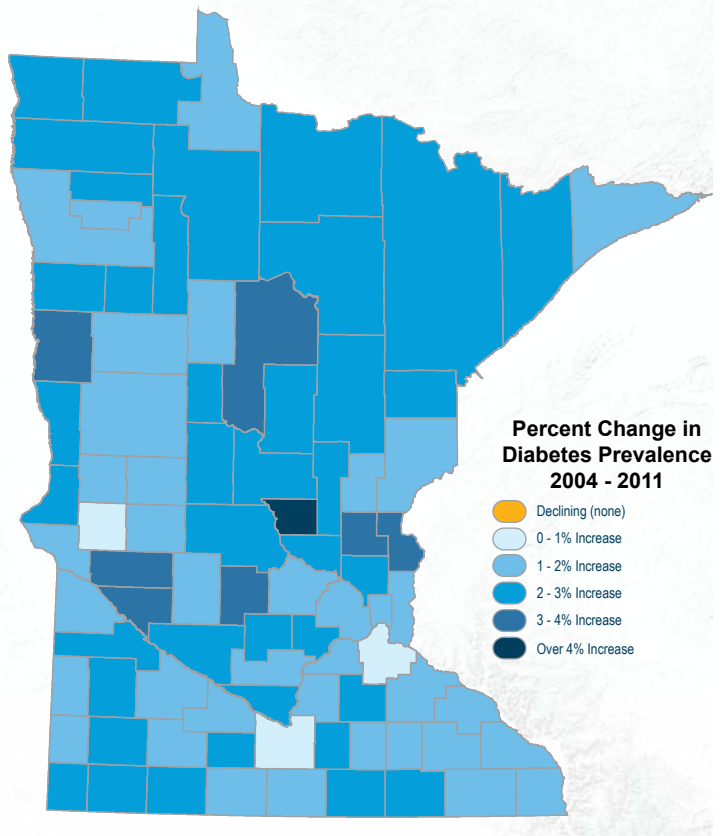 Percent Change in
Diabetes Prevalence
2004 - 2011
Declining (none)
0 - 1% Increase
1 - 2% Increase
2 - 3% Increase
3 - 4% Increase
Over 4% Increase